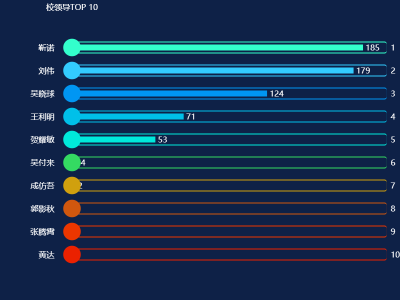 校领导TOP 10
靳诺 185 1
刘伟 179 2
吴晓球 124 3
王利明 71 4
贺耀敏 53 5
吴付来 4 6
成仿吾 2 7
郭影秋 8
张腾霄 9
黄达 10